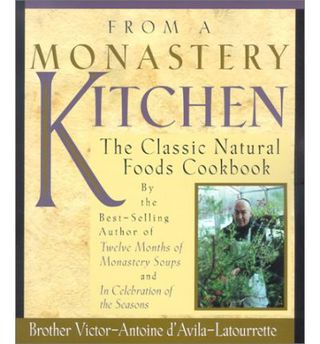 FROM A
MONASTERY
KITCHEN
The Classic Natural
Foods Cookbook
By
the
Best-Selling
Author of
Twelve Months of
Monastery Soups
and
In Celebration of
the Seasons
Brother Victor-Antoine d'Avila-Latourrette